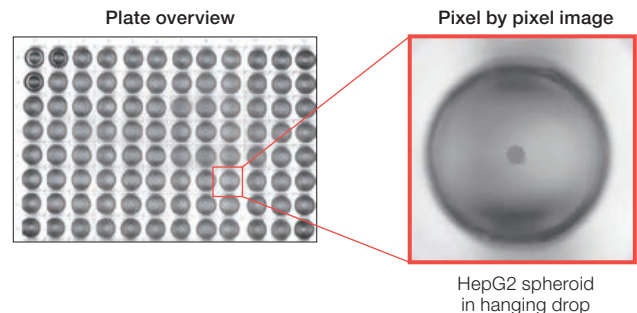 Plate overview
Pixel by pixel image
HepG2 spheroid
in hanging drop